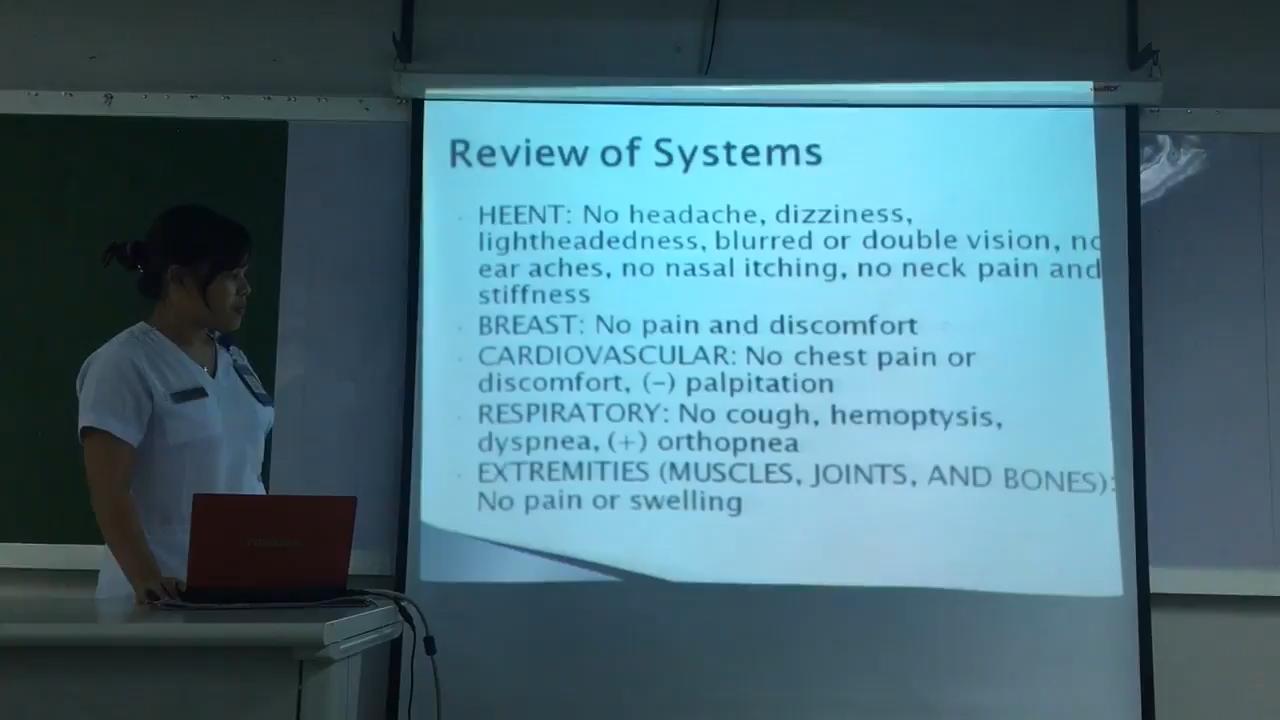 Review of Systems
HEENT: No headache, dizziness,
lightheadedness, blurred or double vision, no
ear aches, no nasal itching, no neck pain and
stiffness
BREAST: No pain and discomfort
CARDIOVASCULAR: No chest pain or
discomfort, (-) palpitation
RESPIRATORY: No cough, hemoptysis,
dyspnea, (+) orthopnea
EXTREMITIES (MUSCLES, JOINTS, AND BONES):
No pain or swelling
TOSHIBA